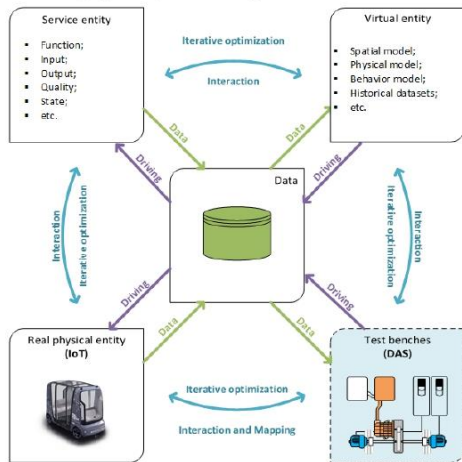 Service entity
Virtual entity
▪ Function;
▪ Input;
▪ Output;
▪ Quality;
▪ State;
▪ etc.
Iterative optimization
Interaction
▪ Spatial model;
▪ Physical model;
▪ Behavior model;
▪ Historical datasets;
▪ etc.
Data
Driving
Data
Driving
Data
Interaction
Iterative optimization
Interaction
Iterative optimization
Driving
Data
Driving
Data
Real physical entity
(IoT)
Test benches
(DAS)
Iterative optimization
Interaction and Mapping